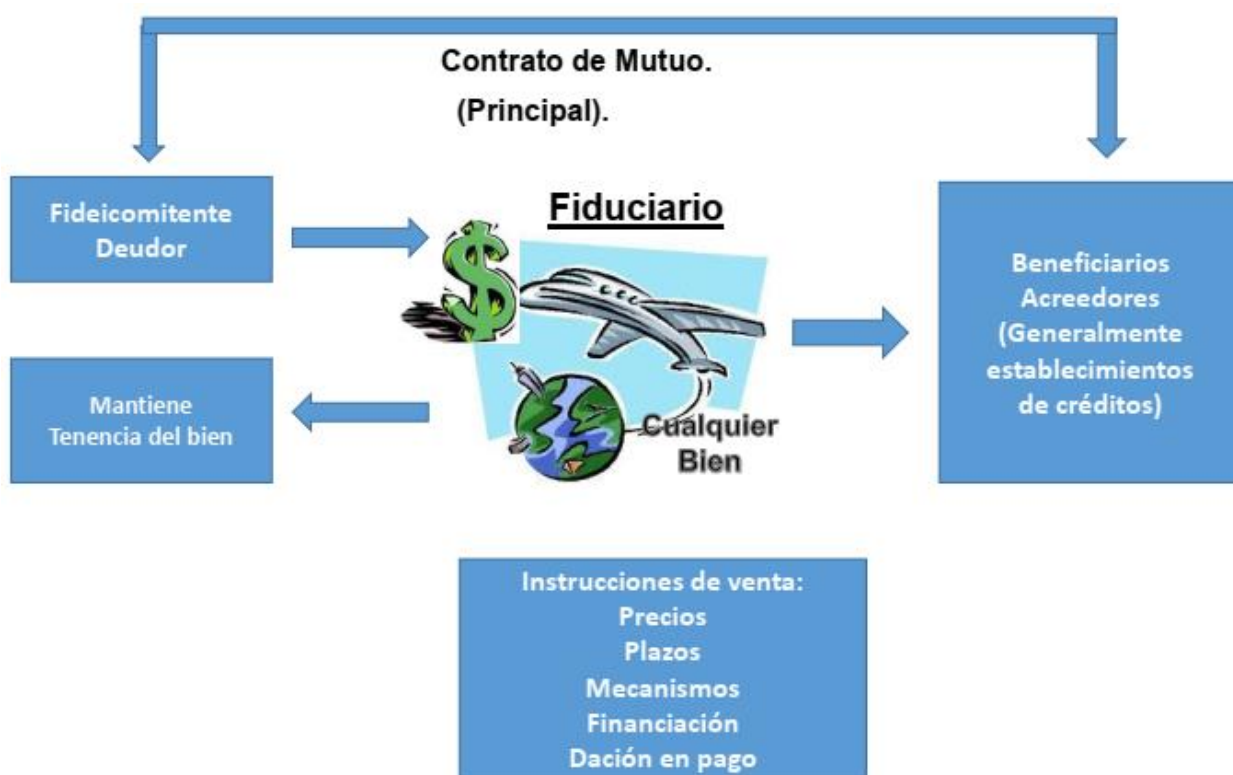 Contrato de Mutuo.
(Principal).
Fideicomitente
Deudor
Fiduciario
$
Cualquier
Bien
Beneficiarios
Acreedores
(Generalmente
establecimientos
de créditos)
Mantiene
Tenencia del bien
Instrucciones de venta:
Precios
Plazos
Mecanismos
Financiación
Dación en pago